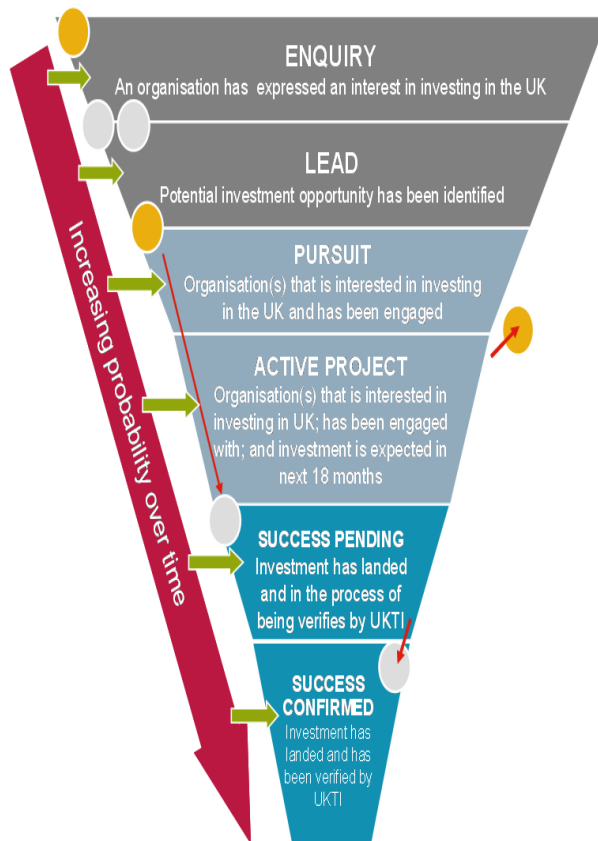 ENQUIRY
An organisation has expressed an interest in investing in the UK
LEAD
Potential investment opportunity has been identified
PURSUIT
Organisation(s) that is interested in investing
in the UK and has been engaged
ACTIVE PROJECT
Organisation(s) that is interested in
investing in UK; has been engaged
with; and investment is expected in
next 18 months
SUCCESS PENDING
Investment has landed
and in the process of
being verifies by UKTI
SUCCESS
CONFIRMED
Investment has
landed and has
been verified by
UKTI
Increasing probability over time